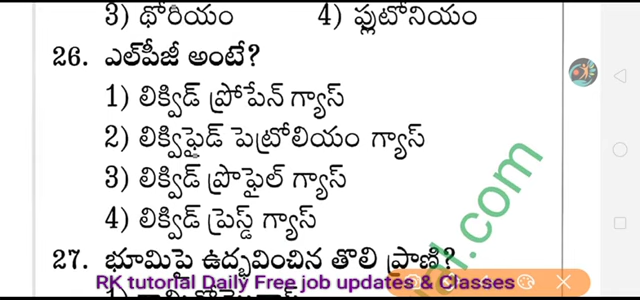 3) థోరియం 4) ఫ్లుటోనియం
26. ఎల్‌పీజీ అంటే?
1) లిక్విడ్ ప్రోపేన్ గ్యాస్
2) లిక్విఫైడ్ పెట్రోలియం గ్యాస్
3) లిక్విడ్ ప్రొఫైల్ గ్యాస్
4) లిక్విడ్ ప్రెస్డ్ గ్యాస్
27. భూమిపై ఉద్భవించిన తొలి ప్రాణి?
RK tutorial Daily Free job updates & Classes